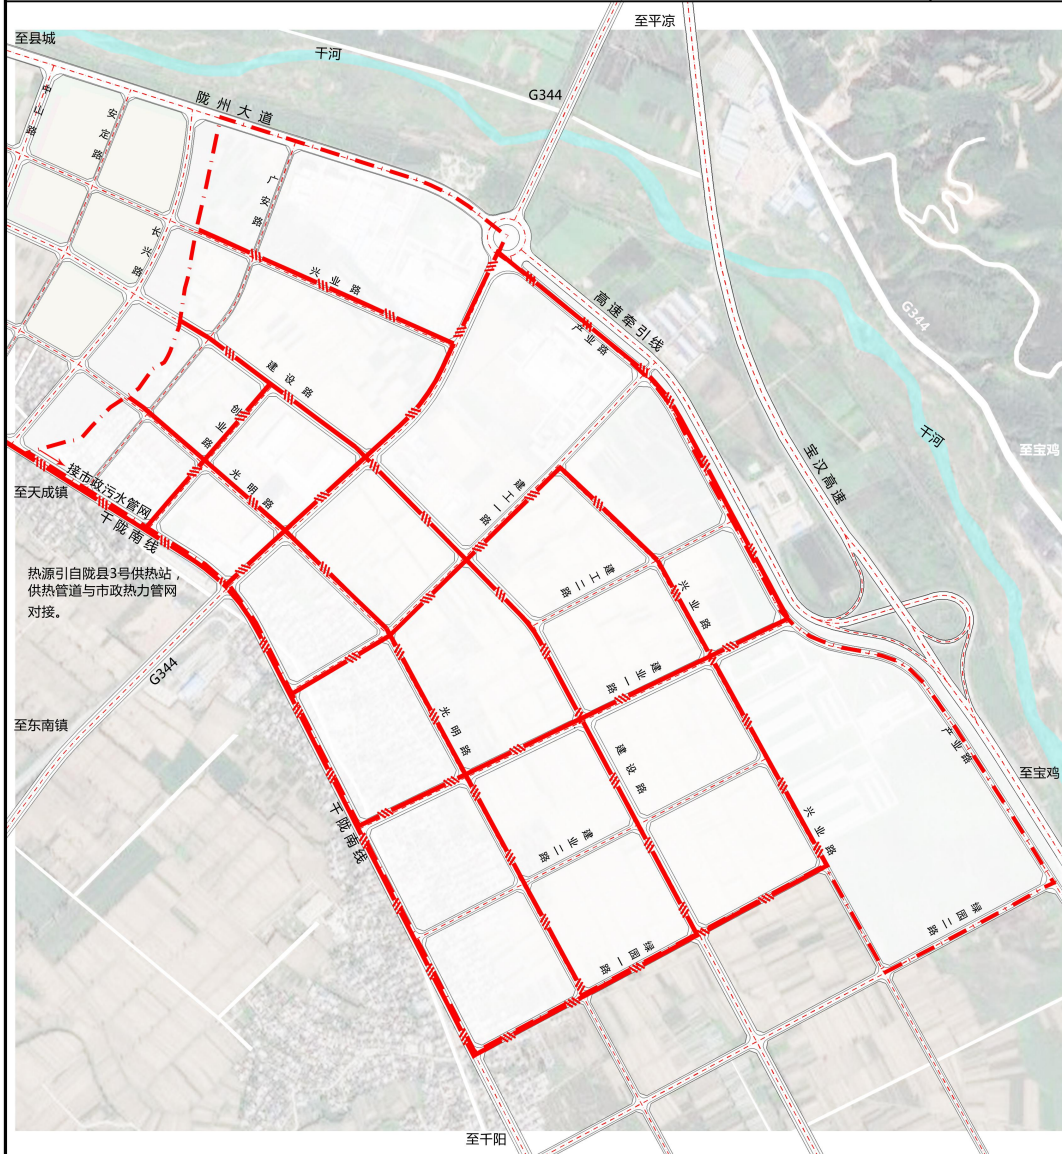 至平凉
至县城
千河
G344
陇州大道
中仁路
安定路
广安路
长兴路
兴业路
高速牵引线
产业路
G344
建设路
创业路
千河
至宝鸡
宝汉高速
光明路
接市政污水管网
至天成镇
千陇南线
建工一路
热源引自陇县3号供热站，
供热管道与市政热力管网
对接。
建工二路
兴业路
G344
建业一路
光明路
至东南镇
建设路
产业路
至宝鸡
千陇南线
建业二路
兴业路
绿园二路
绿园一路
至千阳